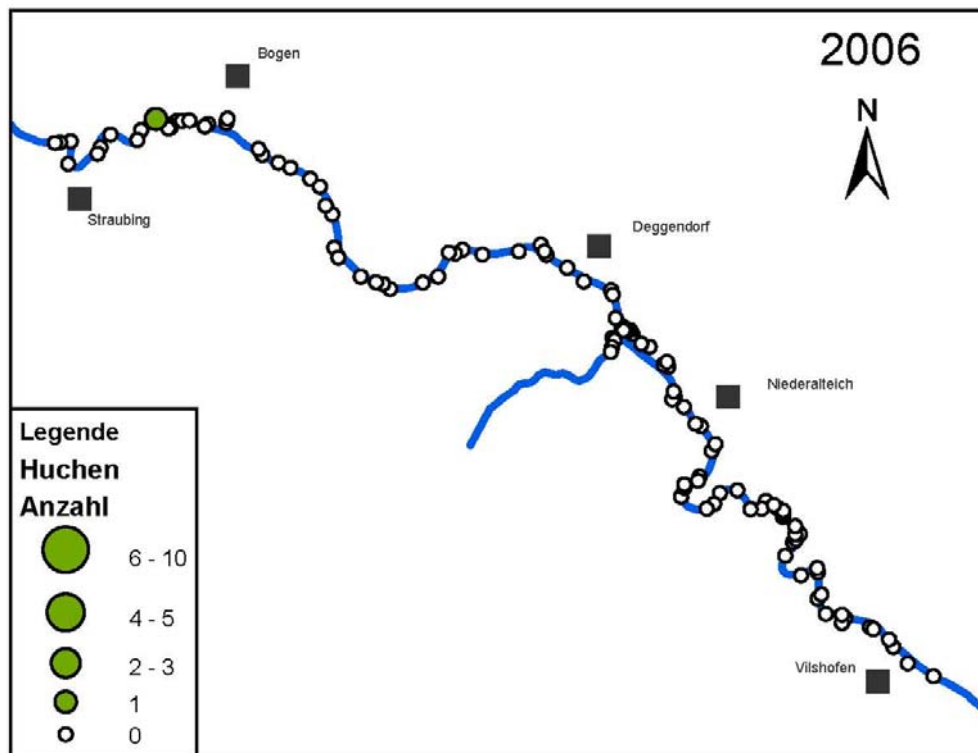 2006
N
Bogen
Straubing
Deggendorf
Niederalteich
Vilshofen
Legende
Huchen
Anzahl
6 - 10
4 - 5
2 - 3
1
0